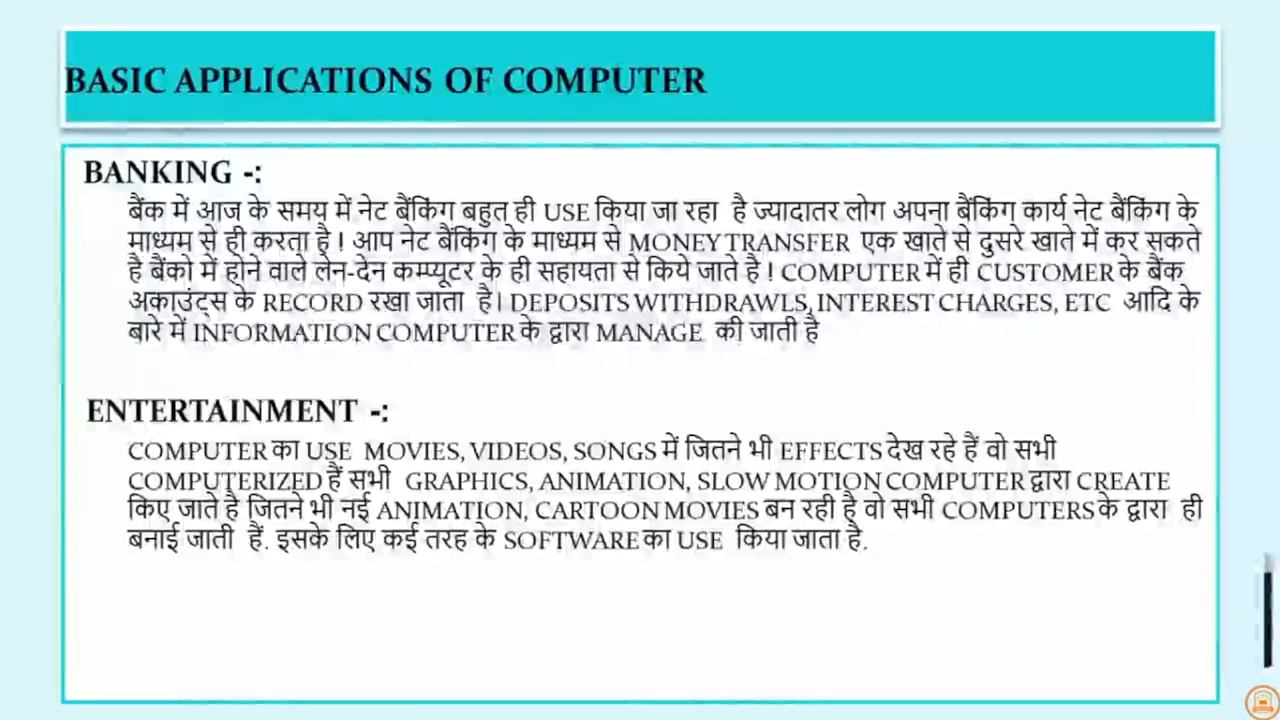 BASIC APPLICATIONS OF COMPUTER
BANKING -:
बैंक में आज के समय में नेट बैंकिंग बहुत ही USE किया जा रहा है ज्यादातर लोग अपना बैंकिंग कार्य नेट बैंकिंग के
माध्यम से ही करता है ! आप नेट बैंकिंग के माध्यम से MONEY TRANSFER एक खाते से दुसरे खाते में कर सकते
है बैंको में होने वाले लेन-देन कम्प्यूटर के ही सहायता से किये जाते है ! COMPUTER में ही CUSTOMER के बैंक
अकाउंट्स के RECORD रखा जाता है। DEPOSITS WITHDRAWLS, INTEREST CHARGES, ETC आदि के
बारे में INFORMATION COMPUTER के द्वारा MANAGE की जाती है
ENTERTAINMENT -:
COMPUTER का USE MOVIES, VIDEOS, SONGS में जितने भी EFFECTS देख रहे हैं वो सभी
COMPUTERIZED हैं सभी GRAPHICS, ANIMATION, SLOW MOTION COMPUTER द्वारा CREATE
किए जाते है जितने भी नई ANIMATION, CARTOON MOVIES बन रही है वो सभी COMPUTERS के द्वारा ही
बनाई जाती हैं. इसके लिए कई तरह के SOFTWARE का USE किया जाता है.